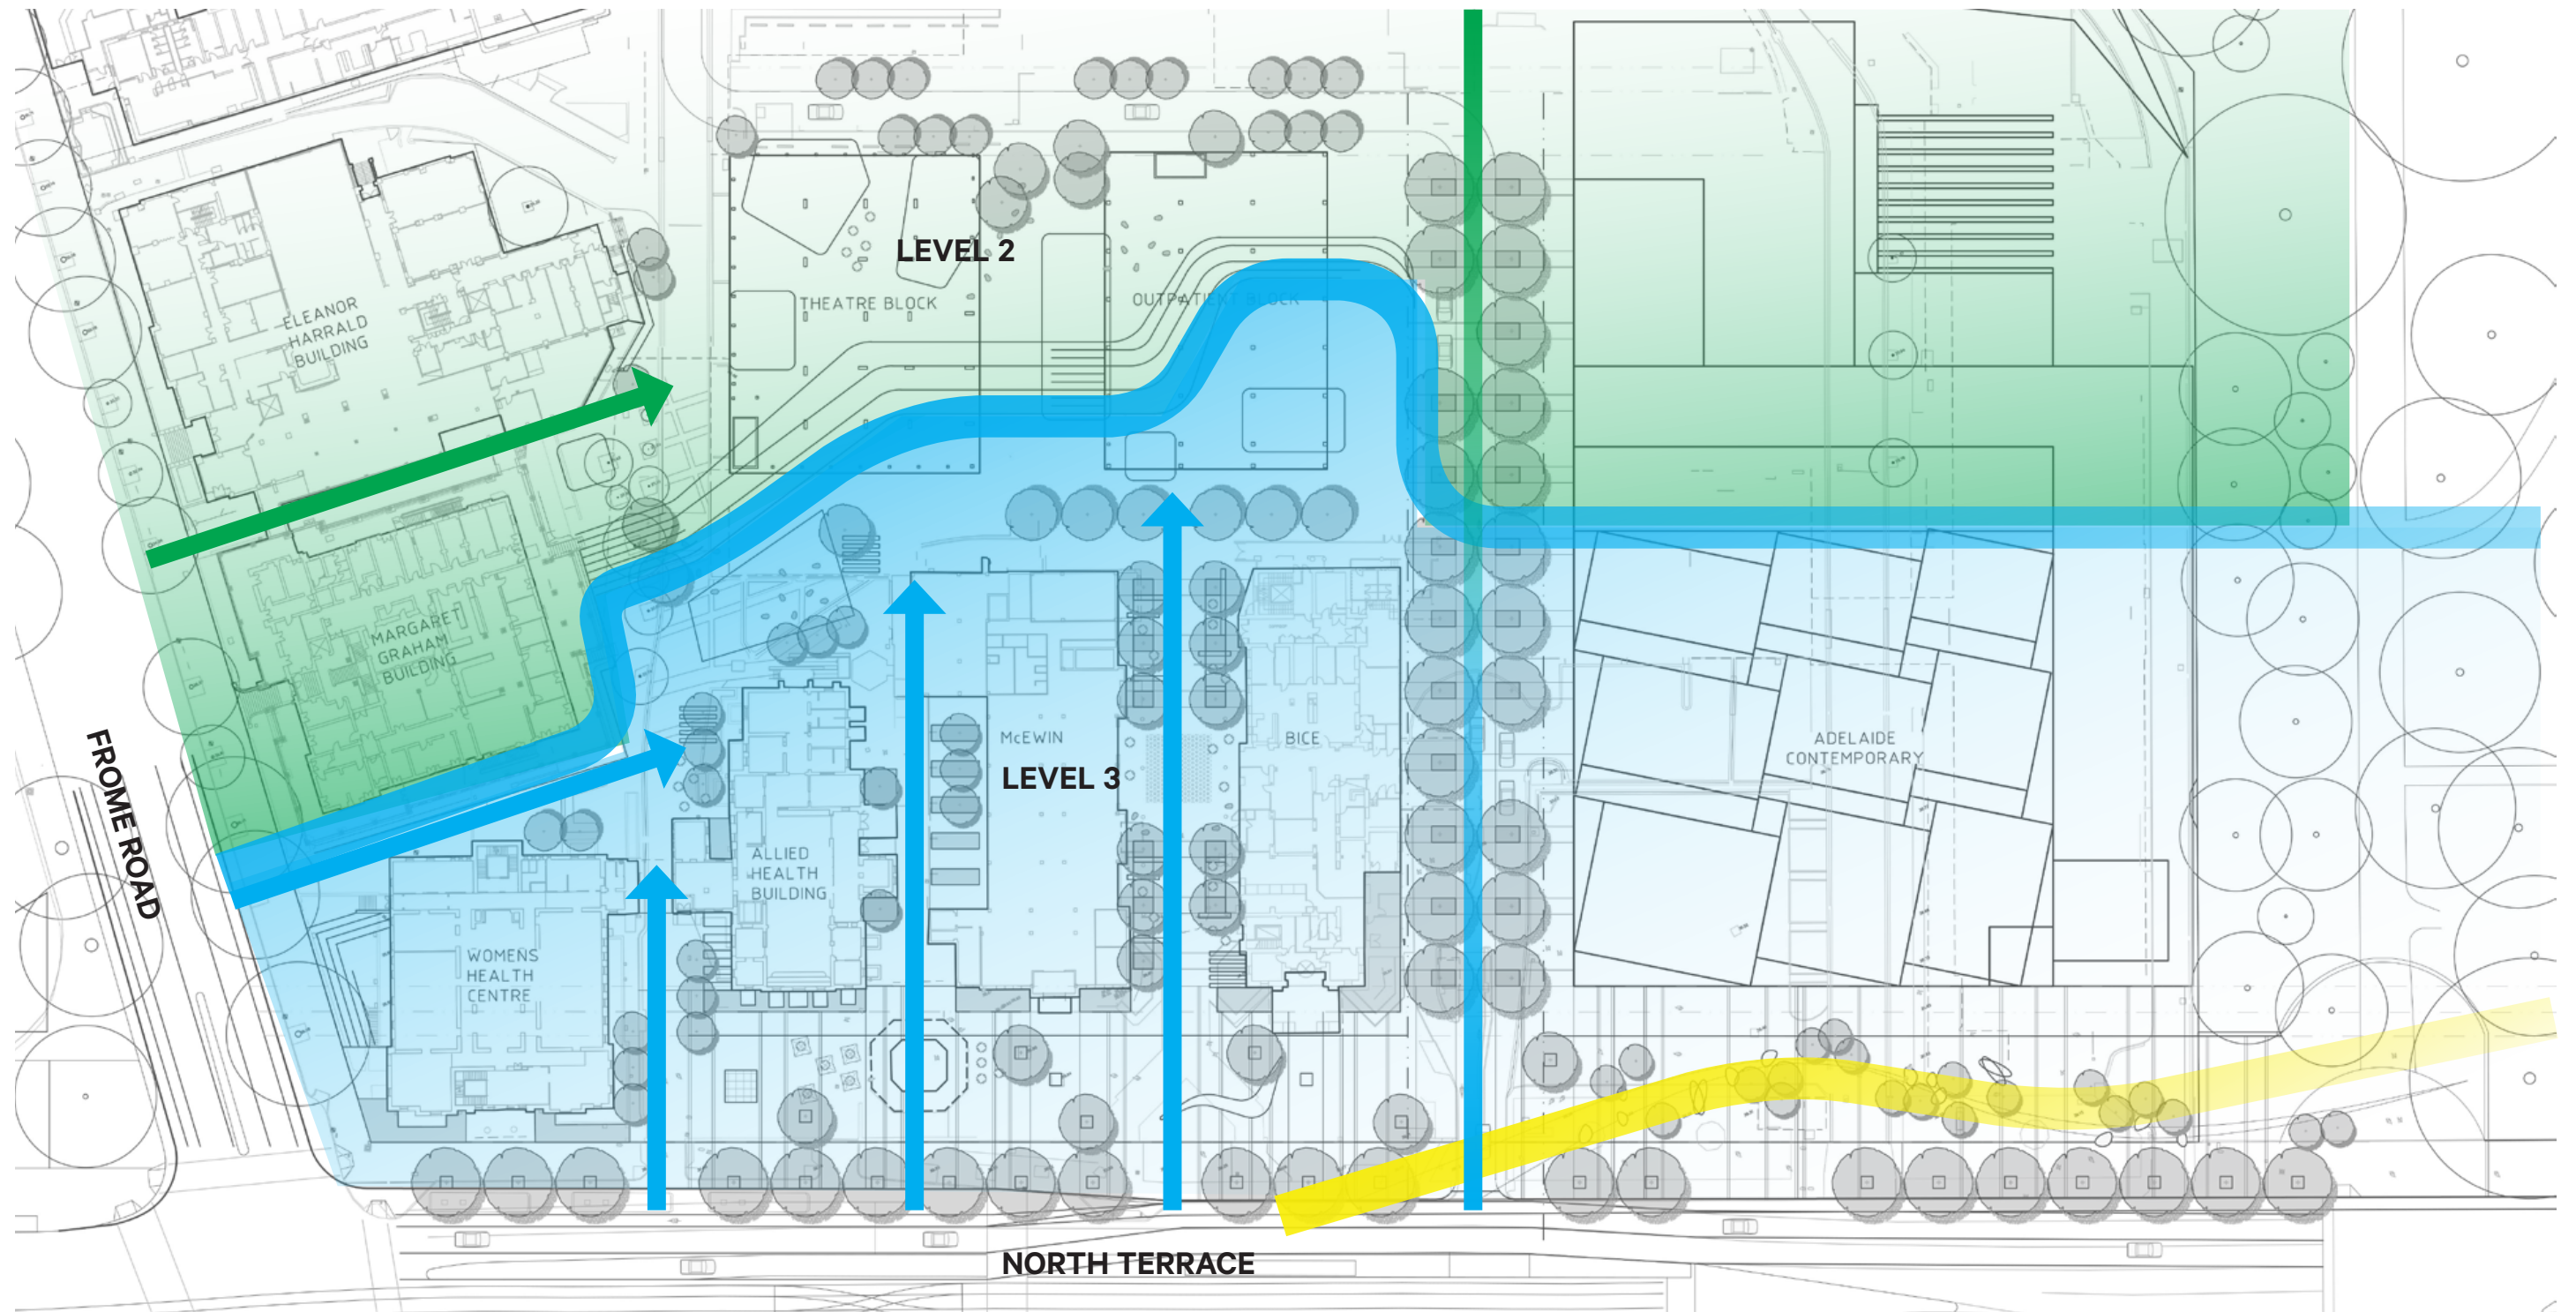 LEVEL 2
THEATRE BLOCK
OUTPATIENT BLOCK
ELEANOR
HARRALD
BUILDING
MARGARET
GRAHAM
BUILDING
FROME ROAD
McEWIN
LEVEL 3
BICE
ADELAIDE
CONTEMPORARY
ALLIED
HEALTH
BUILDING
WOMENS
HEALTH
CENTRE
NORTH TERRACE